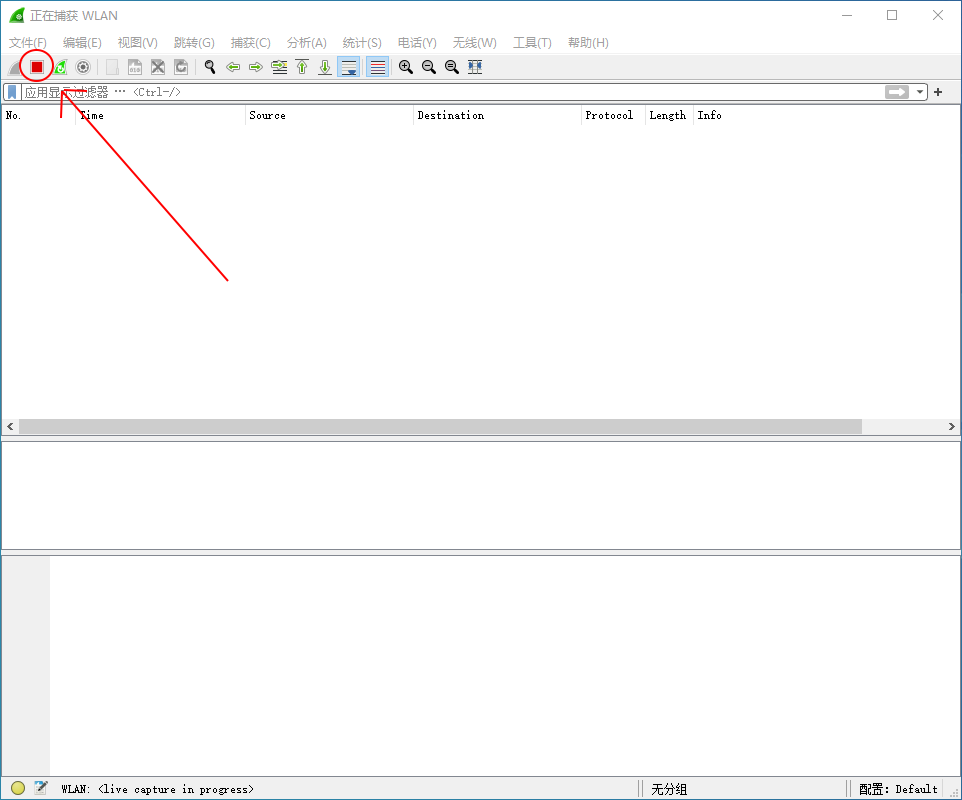 正在捕获 WLAN
文件(F) 编辑(E) 视图(V) 跳转(G) 捕获(C) 分析(A) 统计(S) 电话(Y) 无线(W) 工具(T) 帮助(H)
应用显示过滤器 … <Ctrl-/>
No. Time Source Destination Protocol Length Info
WLAN: <live capture in progress> 无分组 配置: Default